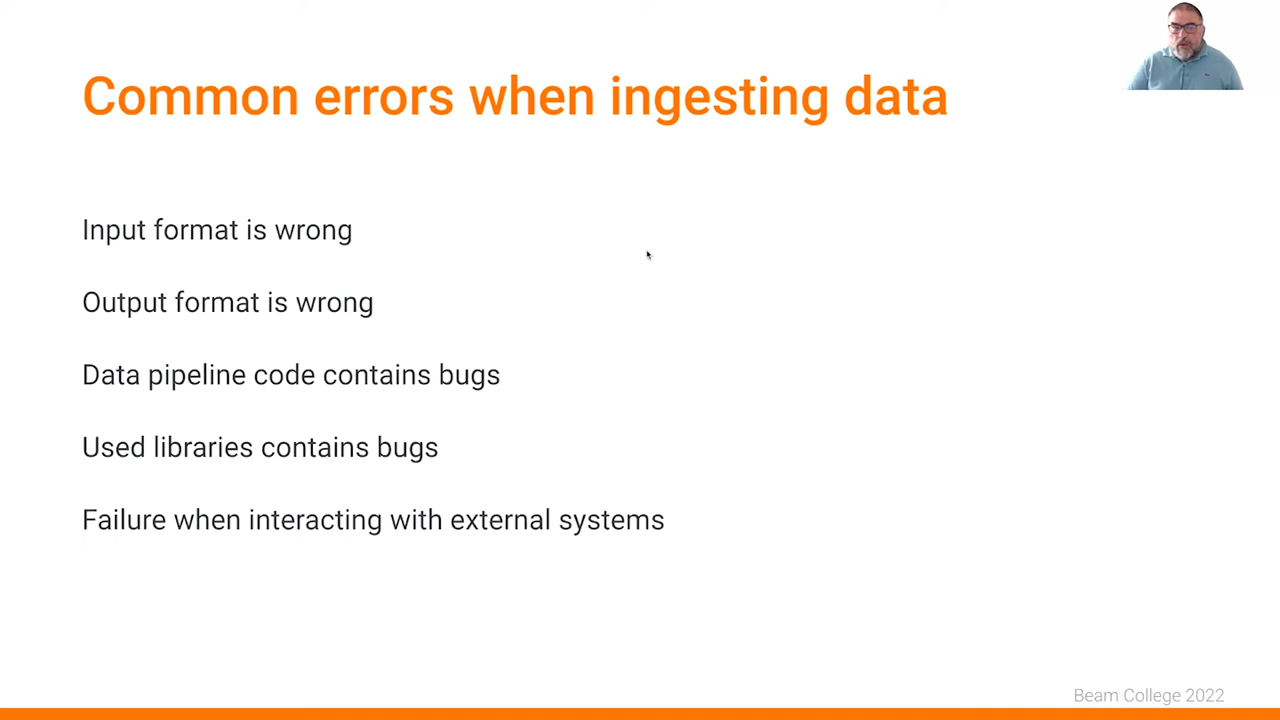 Common errors when ingesting data
Input format is wrong
Output format is wrong
Data pipeline code contains bugs
Used libraries contains bugs
Failure when interacting with external systems
Beam College 2022